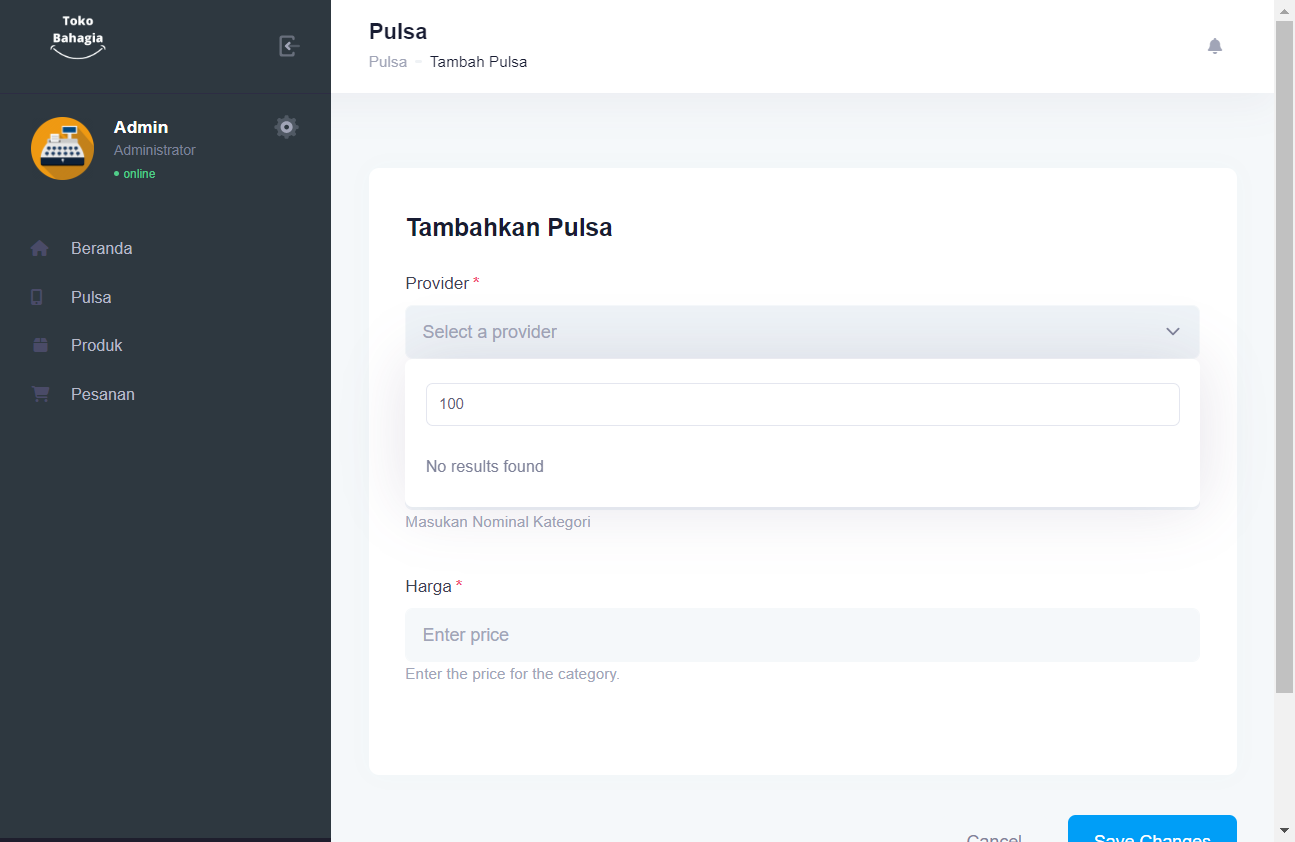 Toko
Bahagia
Admin
Administrator
online
Beranda
Pulsa
Produk
Pesanan
Pulsa
Pulsa - Tambah Pulsa
Tambahkan Pulsa
Provider *
Select a provider
100
No results found
Masukan Nominal Kategori
Harga *
Enter price
Enter the price for the category.
Cancel
Save Changes